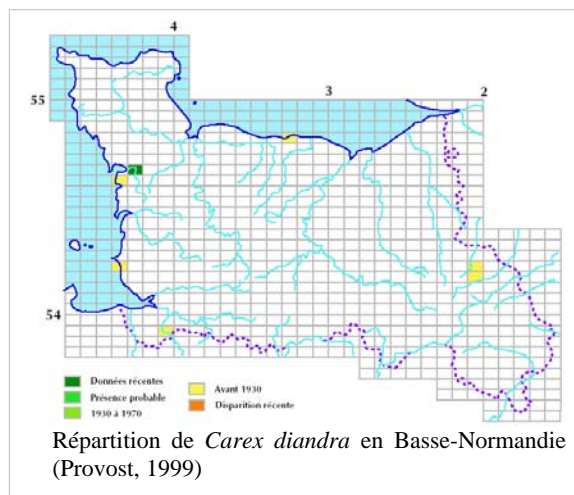 4
3
2
55
54
Données récentes
Présence probable
1930 à 1970
Avant 1930
Disparition récente
Répartition de Carex diandra en Basse-Normandie
(Provost, 1999)